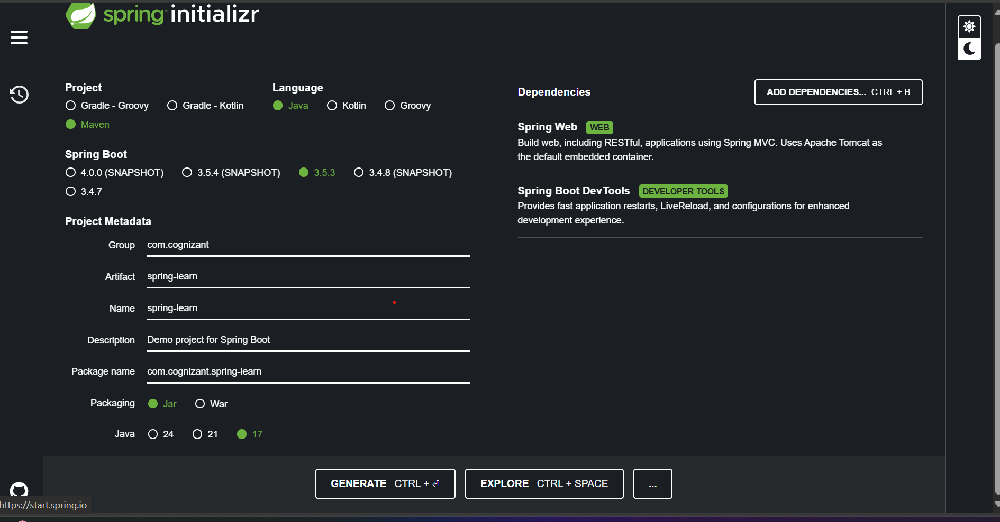 spring initializr
Project
Gradle - Groovy Gradle - Kotlin
Maven
Language
Java Kotlin Groovy
Spring Boot
4.0.0 (SNAPSHOT) 3.5.4 (SNAPSHOT) 3.5.3 3.4.8 (SNAPSHOT)
3.4.7
Project Metadata
Group com.cognizant
Artifact spring-learn
Name spring-learn
Description Demo project for Spring Boot
Package name com.cognizant.spring-learn
Packaging Jar War
Java 24 21 17
Dependencies ADD DEPENDENCIES... CTRL + B
Spring Web WEB
Build web, including RESTful, applications using Spring MVC. Uses Apache Tomcat as
the default embedded container.
Spring Boot DevTools DEVELOPER TOOLS
Provides fast application restarts, LiveReload, and configurations for enhanced
development experience.
GENERATE CTRL + ⏎ EXPLORE CTRL + SPACE ...
https://start.spring.io